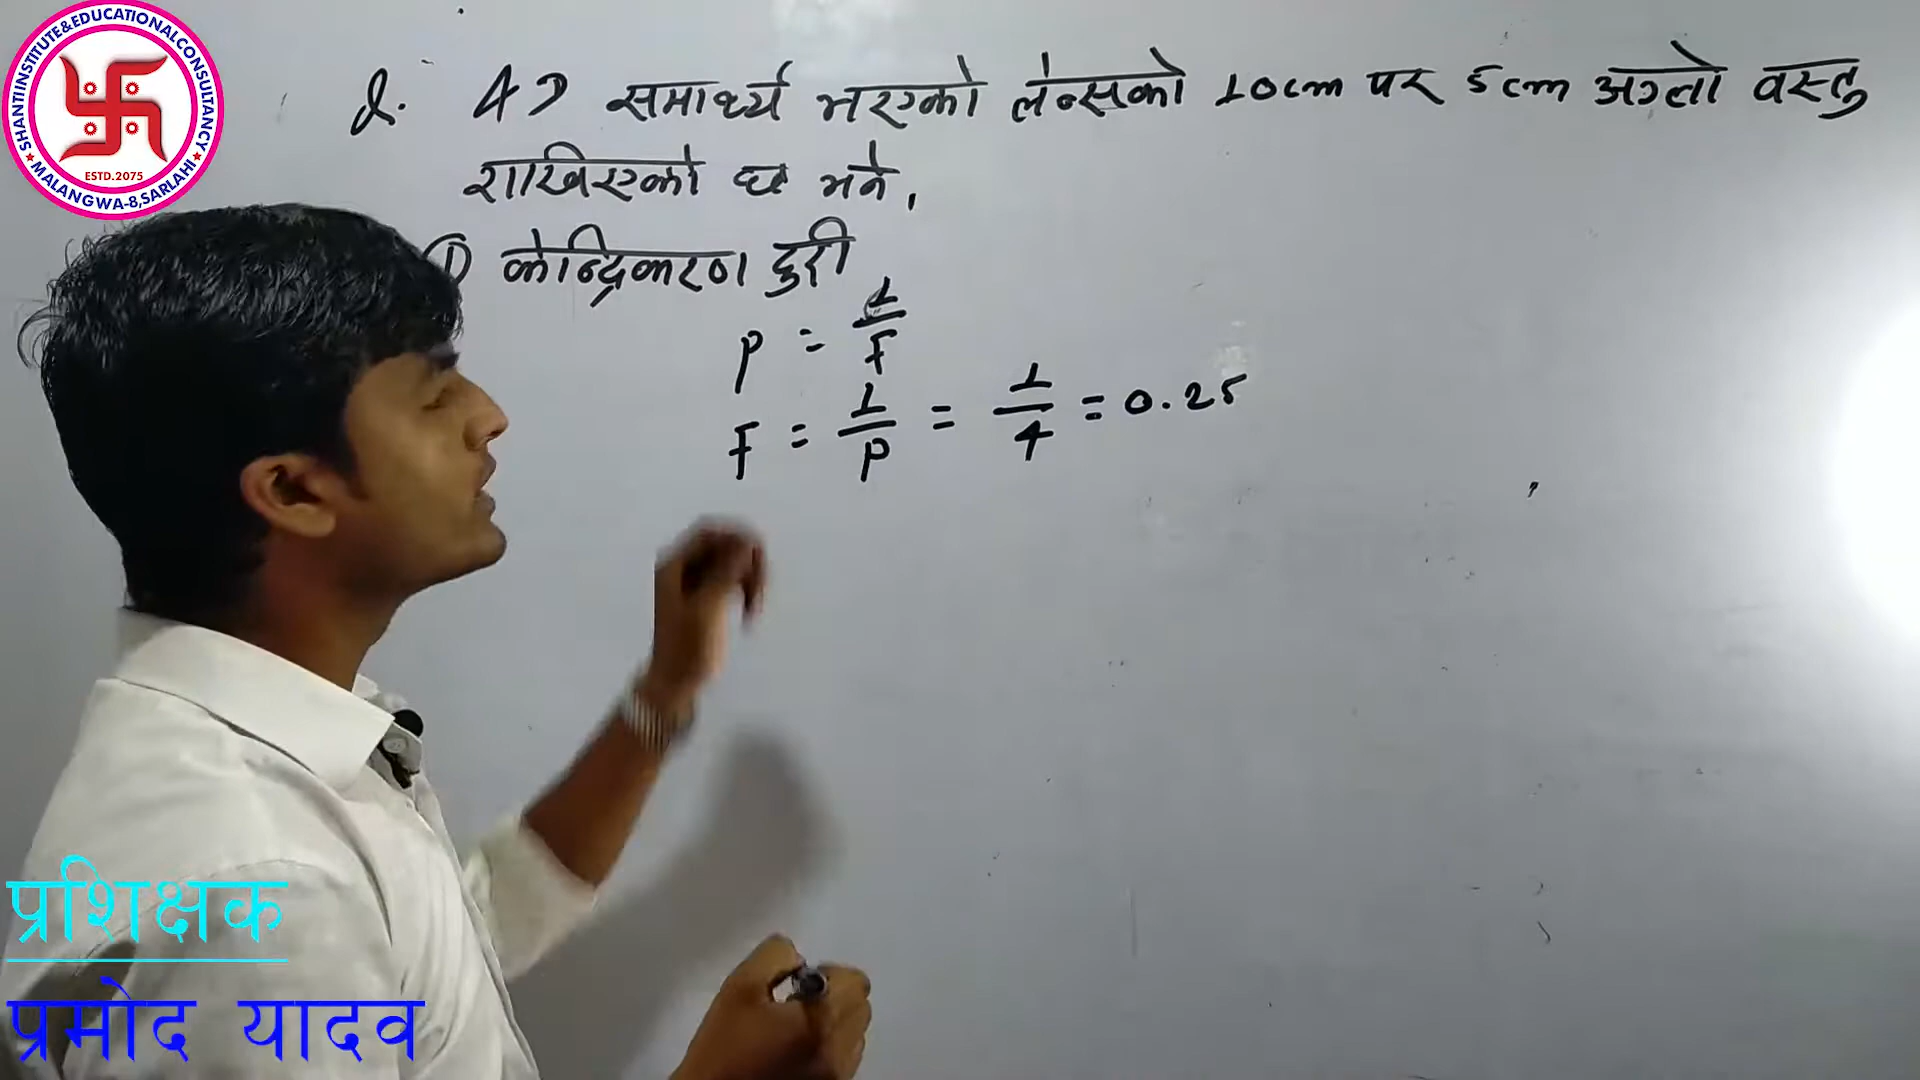 SHANTI INSTITUTE & EDUCATIONAL CONSULTANCY
ESTD.2075
★ MALANGWA-8, SARLAHI ★
Q. 4D समार्थ्य भएको लेन्सको 10cm पर 5cm अग्लो वस्तु
राखिएको छ भने,
① केन्द्रिकरण दुरी
P = 1/F
F = 1/P = 1/4 = 0.25
प्रशिक्षक
प्रमोद यादव